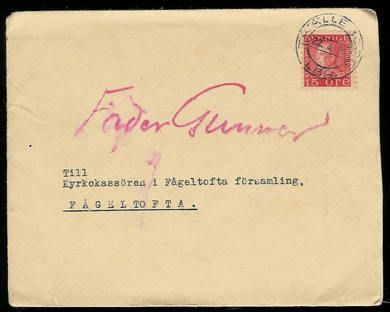 SVERIGE
15 ÖRE
Fader Gunnar
Till
Kyrkokassören i Fågeltofta församling,
FÅGELTOFTA.